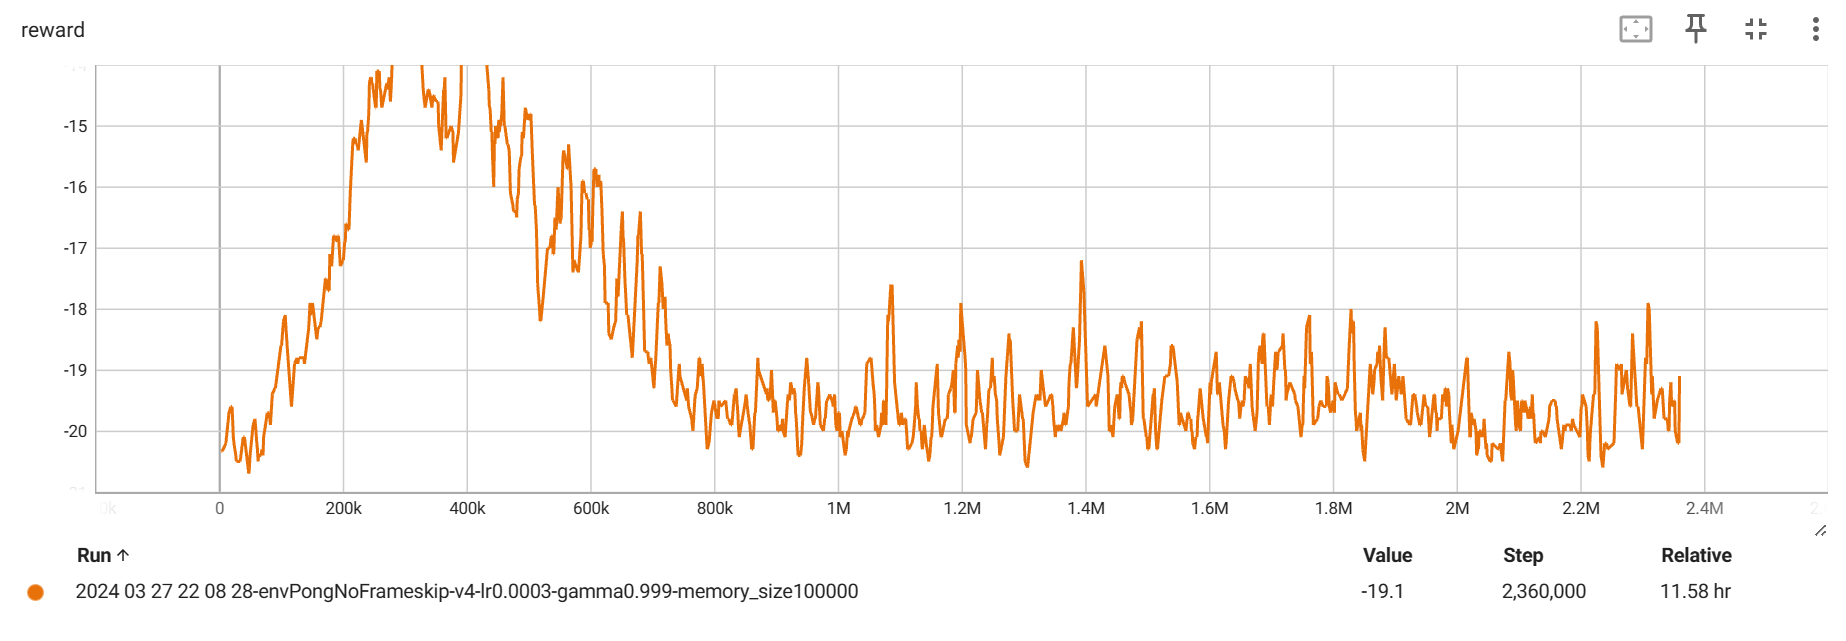 reward
-14
-15
-16
-17
-18
-19
-20
0k 0 200k 400k 600k 800k 1M 1.2M 1.4M 1.6M 1.8M 2M 2.2M 2.4M
Run ↑ Value Step Relative
2024 03 27 22 08 28-envPongNoFrameskip-v4-lr0.0003-gamma0.999-memory_size100000 -19.1 2,360,000 11.58 hr